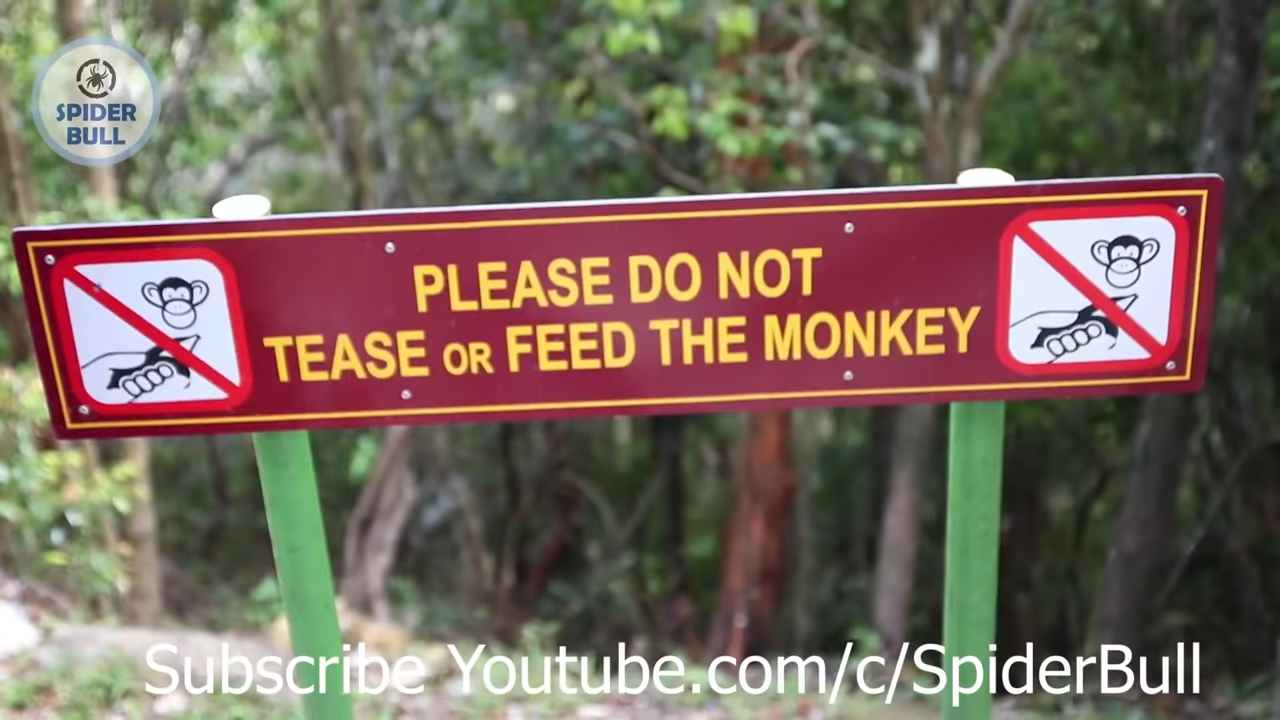 SPIDER
BULL
PLEASE DO NOT
TEASE OR FEED THE MONKEY
Subscribe Youtube.com/c/SpiderBull